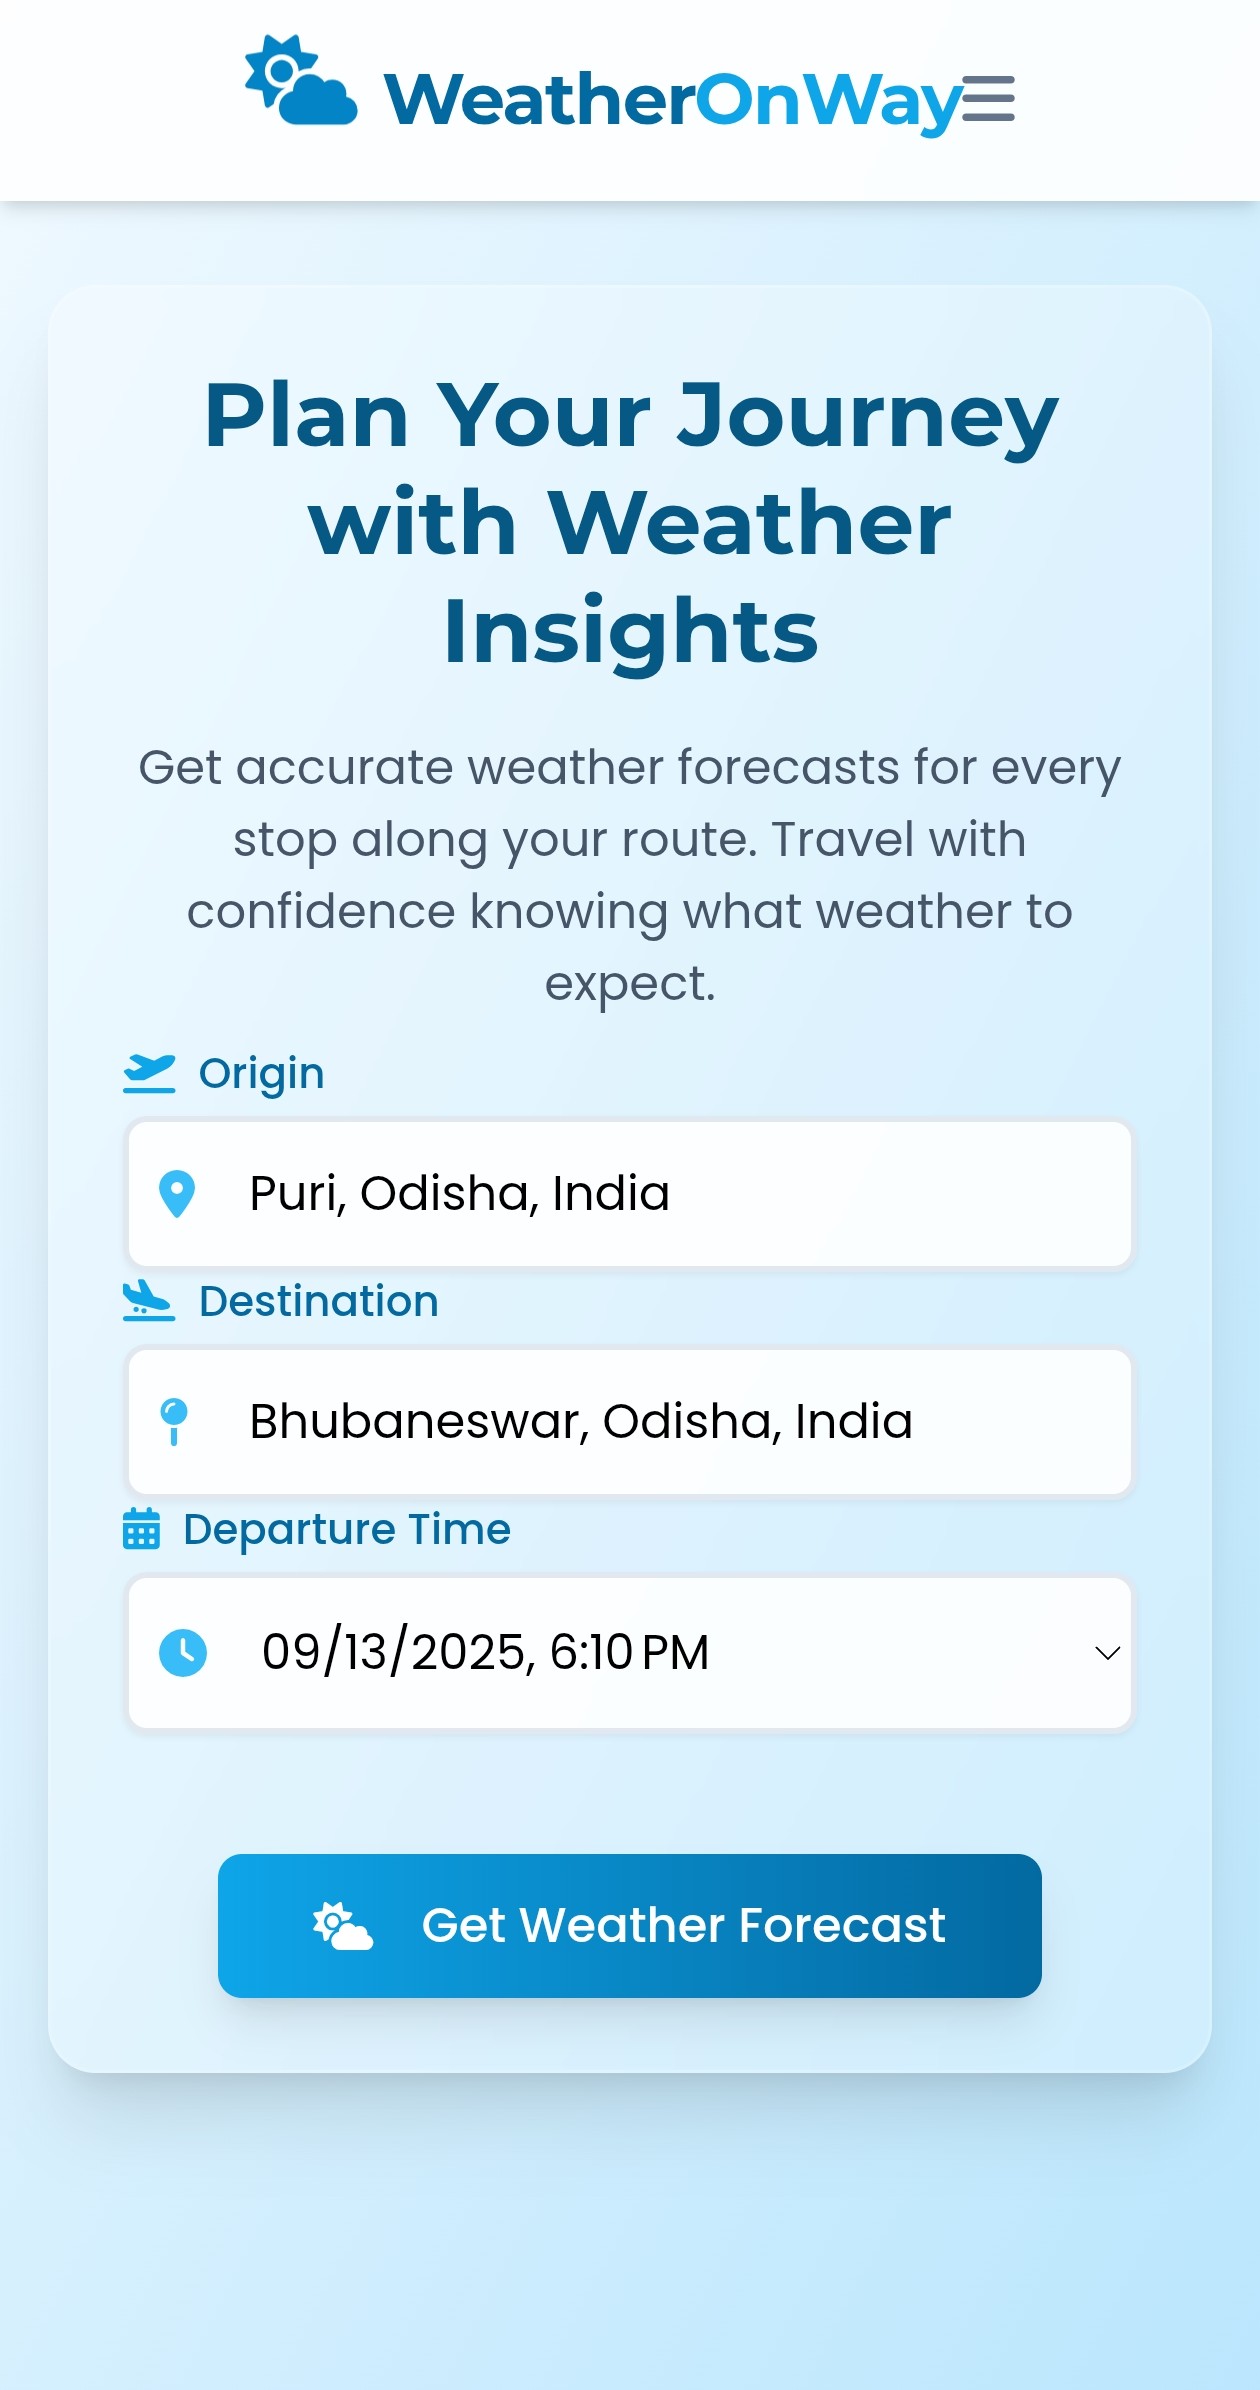 WeatherOnWay
Plan Your Journey
with Weather
Insights
Get accurate weather forecasts for every
stop along your route. Travel with
confidence knowing what weather to
expect.
Origin
Puri, Odisha, India
Destination
Bhubaneswar, Odisha, India
Departure Time
09/13/2025, 6:10 PM
Get Weather Forecast